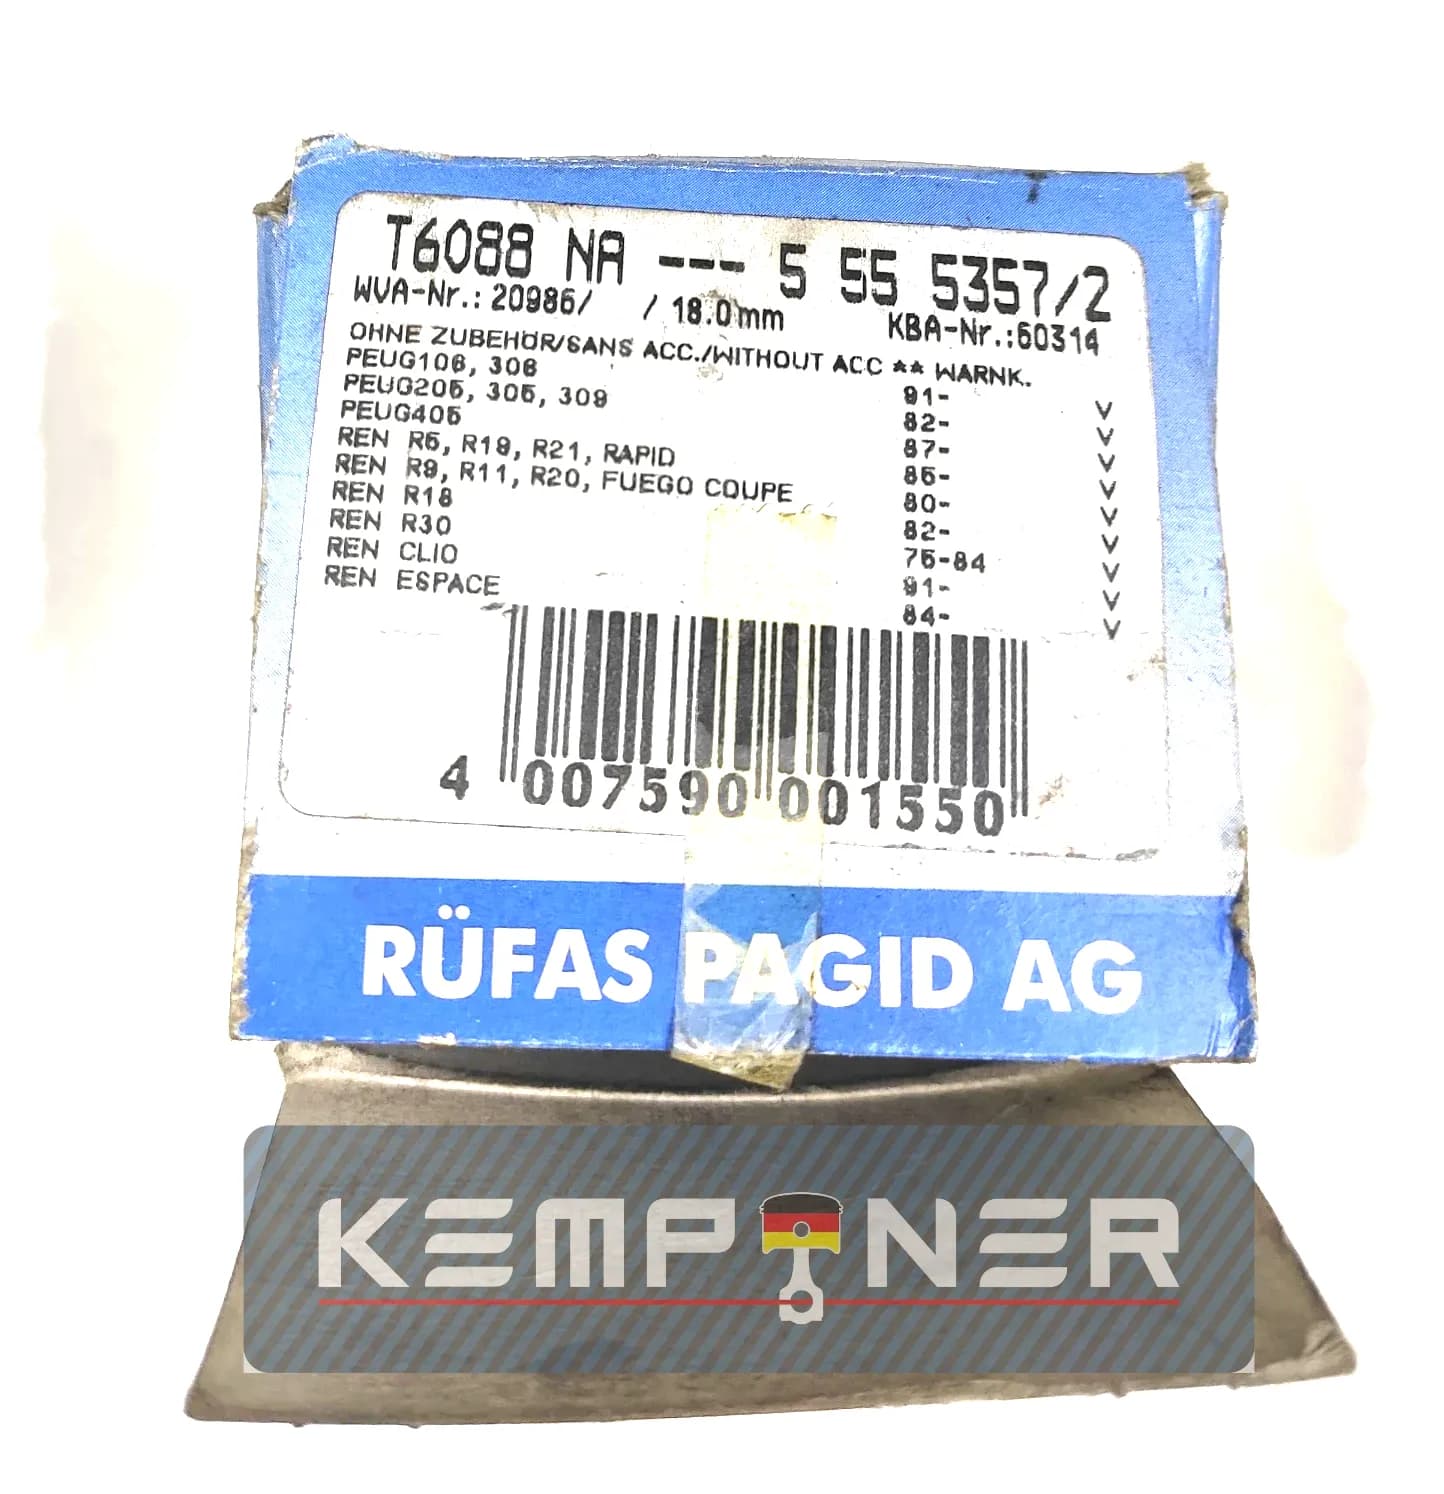 T6088 NA --- 5 55 5357/2
WVA-Nr.: 20986/ / 18.0mm KBA-Nr.:60314
OHNE ZUBEHÖR/SANS ACC./WITHOUT ACC ** WARNK.
PEUG106, 306 91- V
PEUG205, 305, 309 82- V
PEUG405 87- V
REN R5, R19, R21, RAPID 85- V
REN R9, R11, R20, FUEGO COUPE 80- V
REN R18 82- V
REN R30 75-84 V
REN CLIO 91- V
REN ESPACE 84- V
4 007590 001550
RÜFAS PAGID AG
KEMPTNER